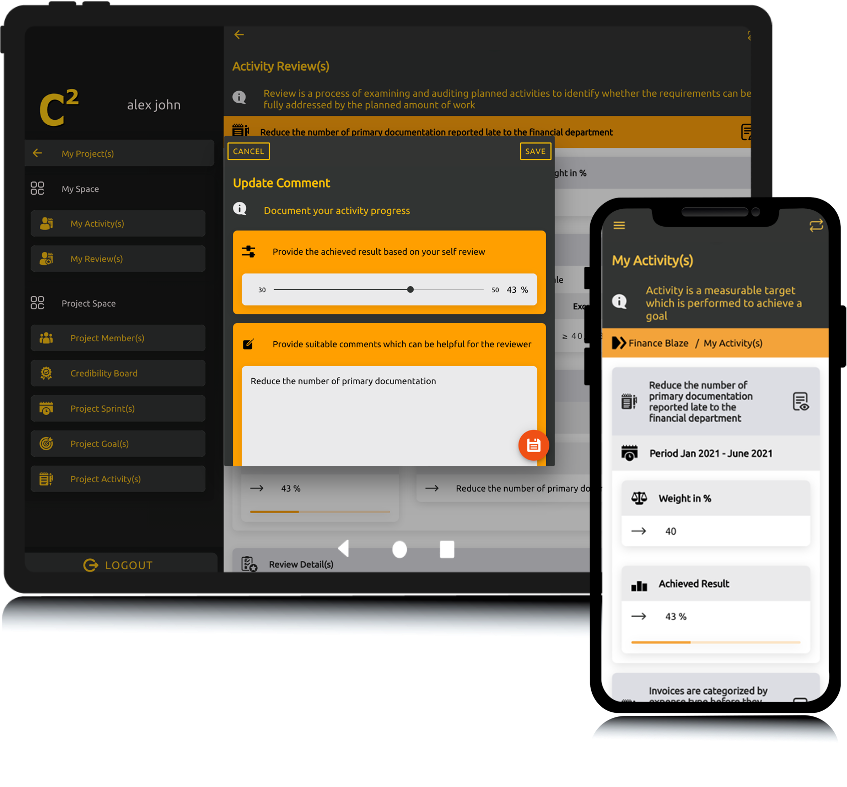 C2
alex john
My Project(s)
My Space
My Activity(s)
My Review(s)
Project Space
Project Member(s)
Credibility Board
Project Sprint(s)
Project Goal(s)
Project Activity(s)
LOGOUT
Activity Review(s)
Review is a process of examining and auditing planned activities to identify whether the requirements can be
fully addressed by the planned amount of work
Reduce the number of primary documentation reported late to the financial department
in %
CANCEL
SAVE
Update Comment
Document your activity progress
Provide the achieved result based on your self review
30
50
43 %
Provide suitable comments which can be helpful for the reviewer
Reduce the number of primary documentation
≥ 40
43 %
Reduce the number of primary
Review Detail(s)
My Activity(s)
Activity is a measurable target
which is performed to achieve a
goal
Finance Blaze / My Activity(s)
Reduce the number of
primary documentation
reported late to the
financial department
Period Jan 2021 - June 2021
Weight in %
40
Achieved Result
43 %
Invoices are categorized by
expense type before they